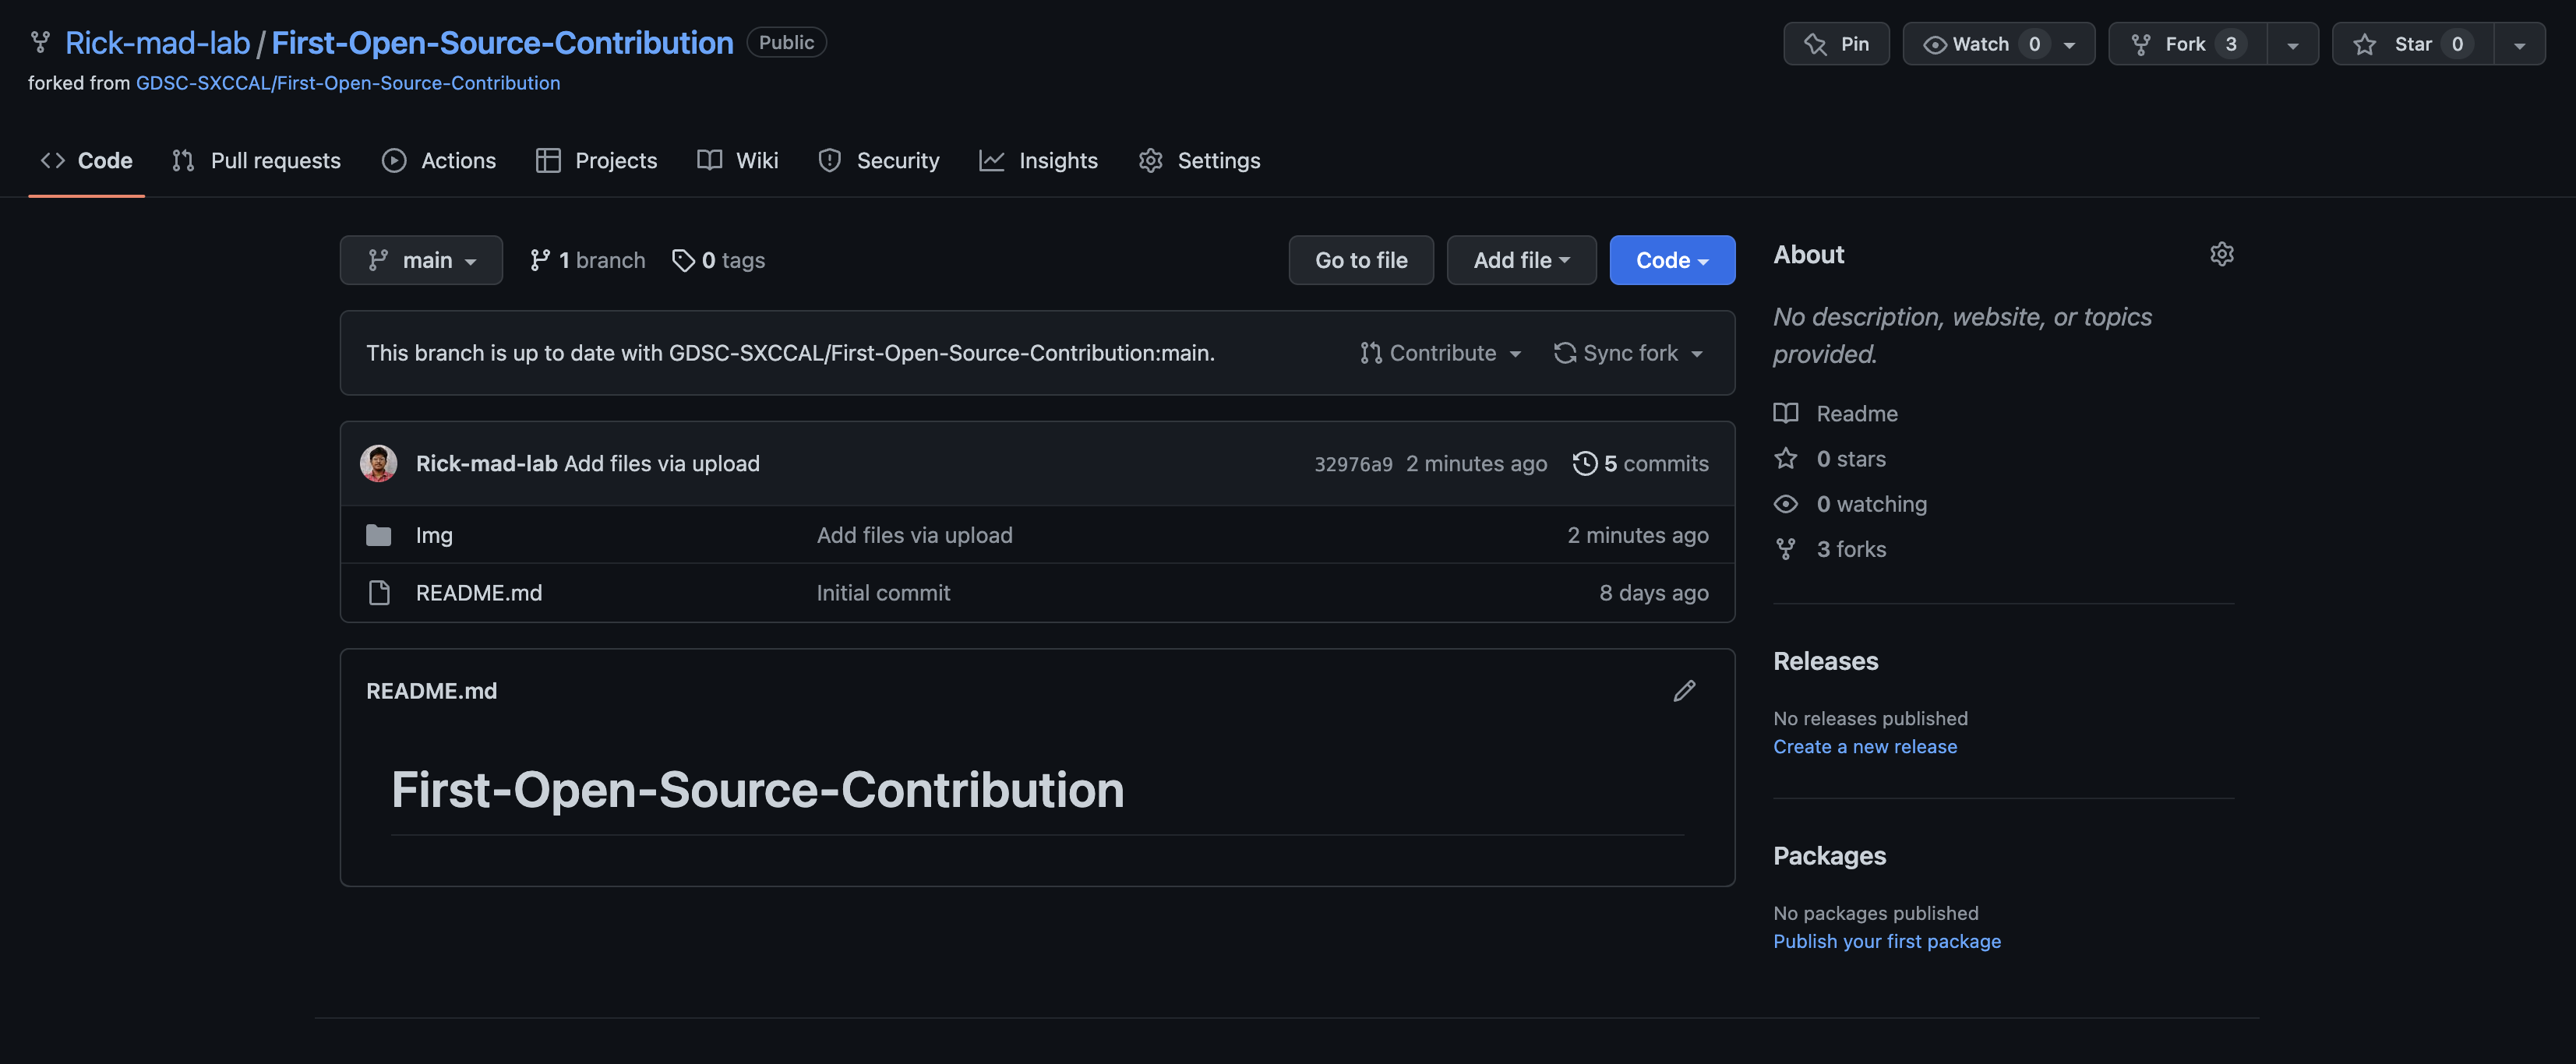 Rick-mad-lab / First-Open-Source-Contribution Public
Pin
Watch 0
Fork 3
Star 0
forked from GDSC-SXCCAL/First-Open-Source-Contribution
Code
Pull requests
Actions
Projects
Wiki
Security
Insights
Settings
main
1 branch
0 tags
Go to file
Add file
Code
This branch is up to date with GDSC-SXCCAL/First-Open-Source-Contribution:main.
Contribute
Sync fork
Rick-mad-lab Add files via upload
32976a9 2 minutes ago
5 commits
Img
Add files via upload
2 minutes ago
README.md
Initial commit
8 days ago
README.md
First-Open-Source-Contribution
About
No description, website, or topics
provided.
Readme
0 stars
0 watching
3 forks
Releases
No releases published
Create a new release
Packages
No packages published
Publish your first package